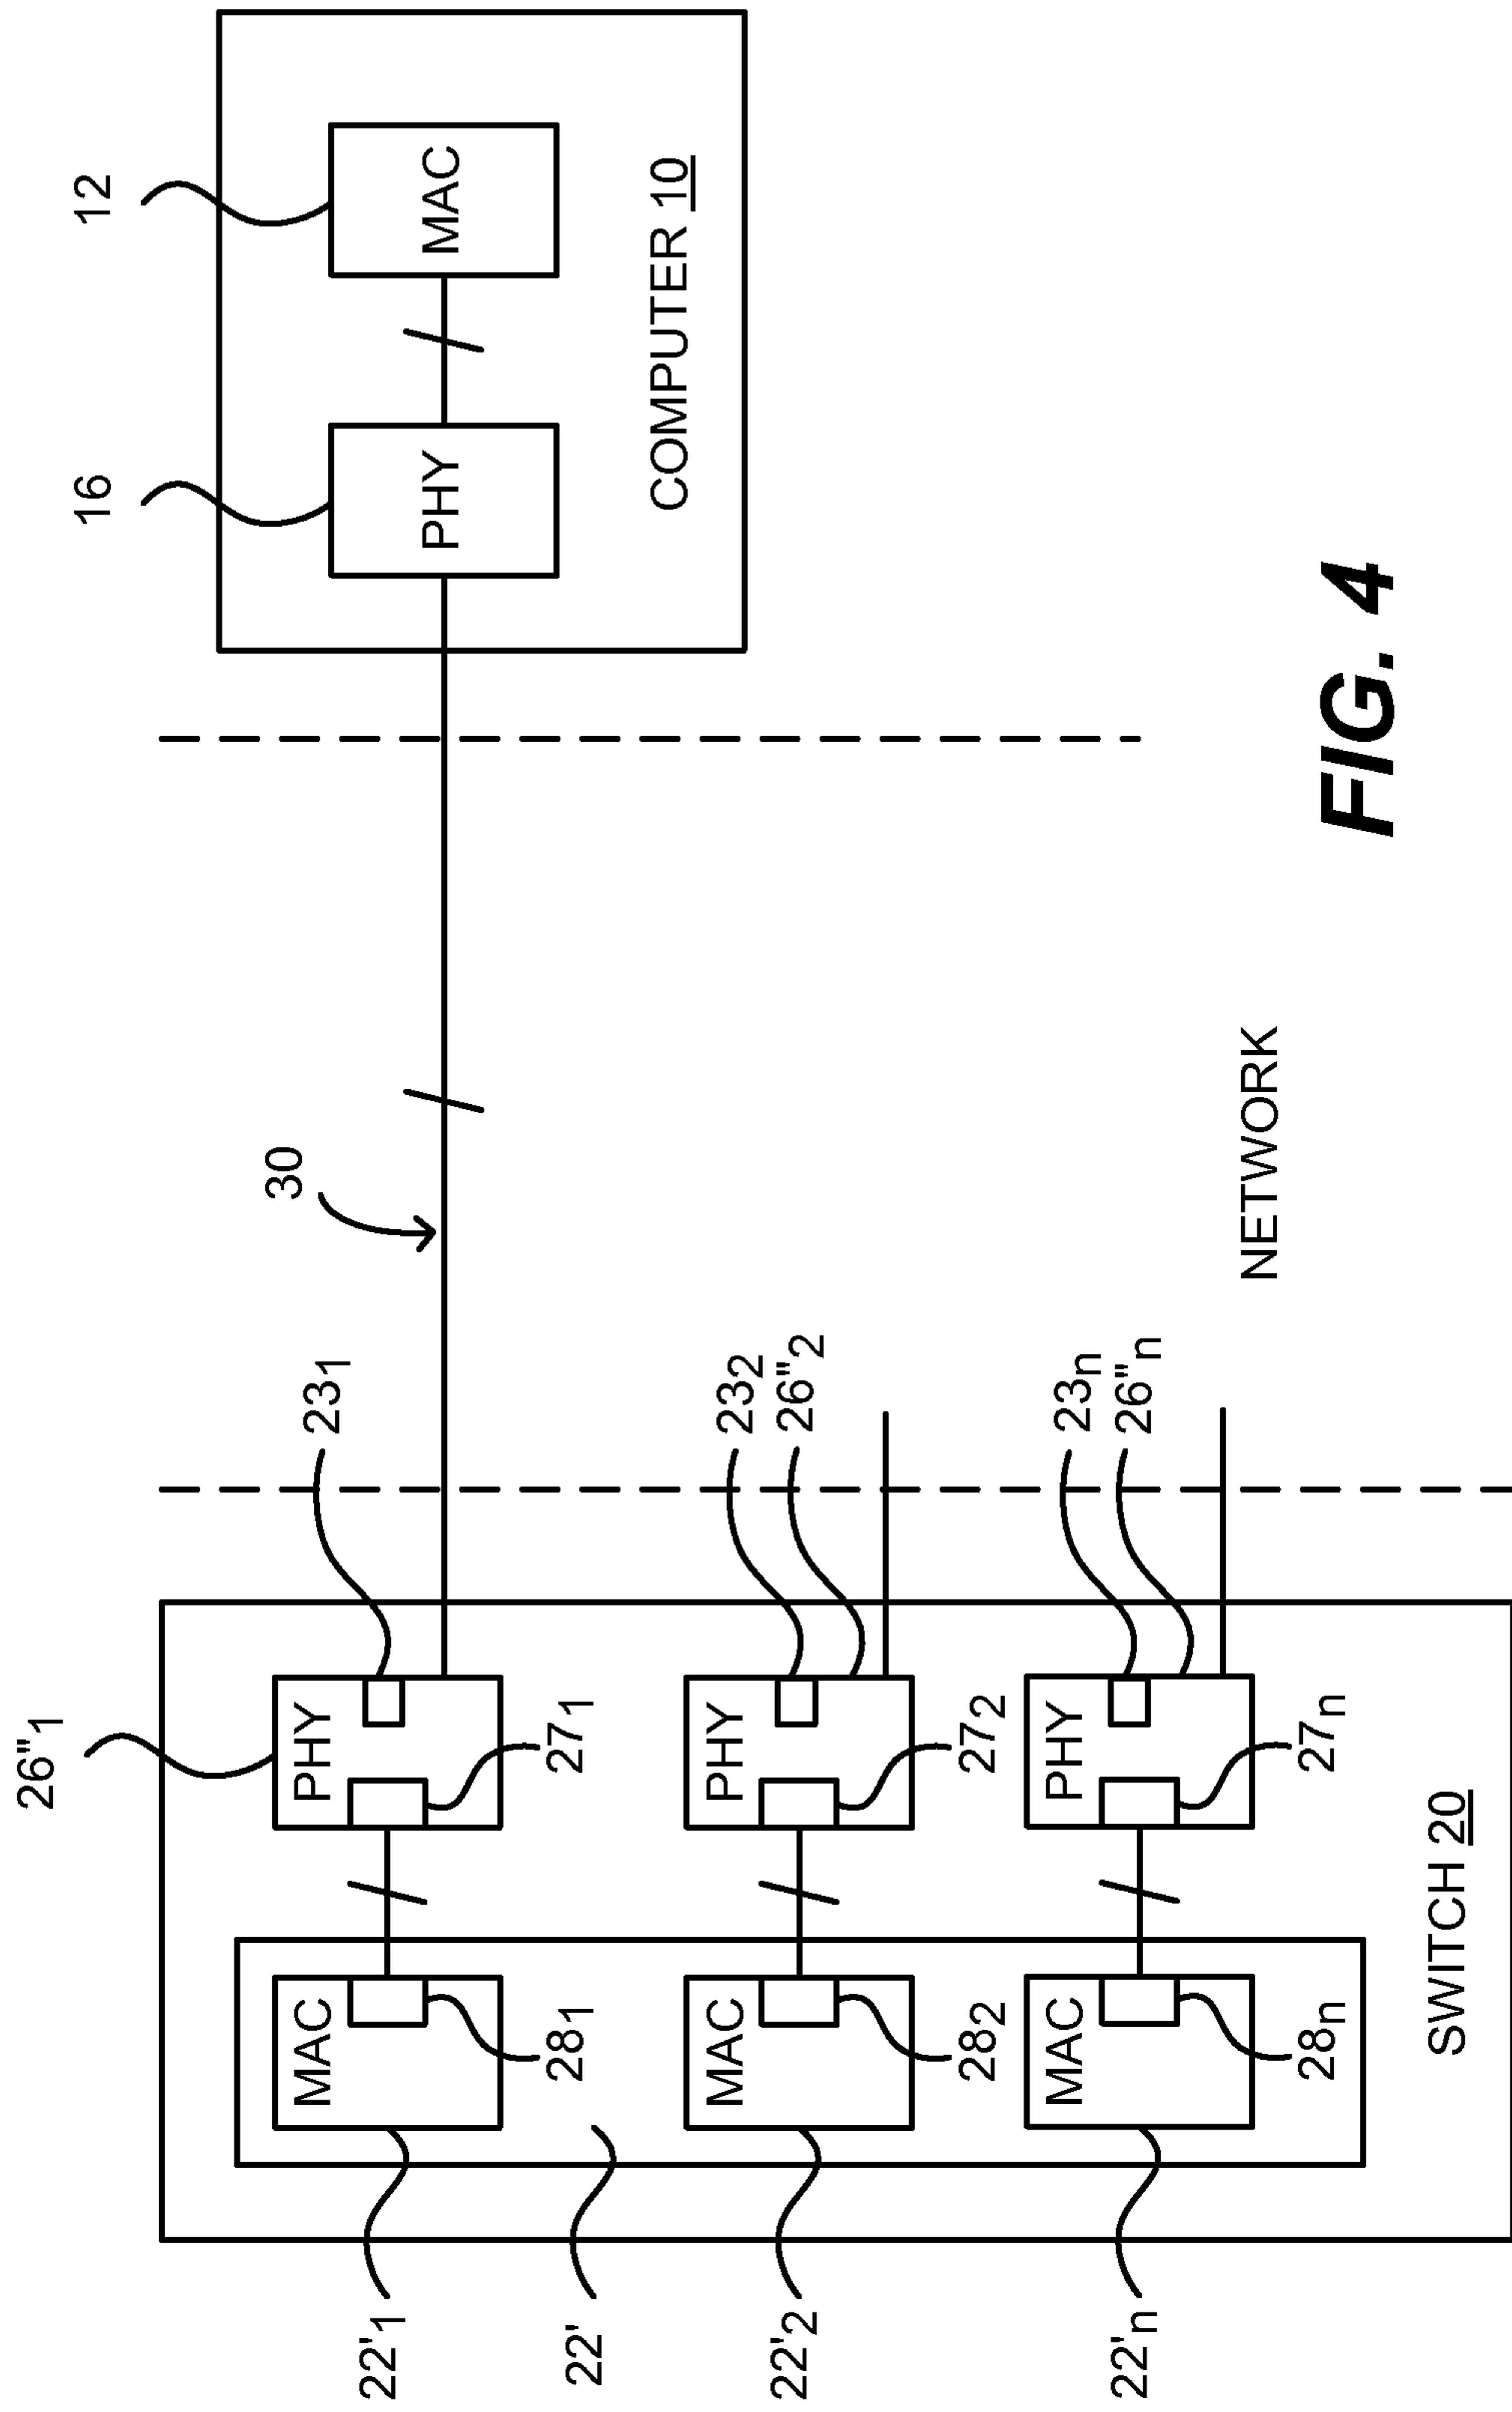 26"₁
23₁
30
16
12
22'₁
MAC
PHY
PHY
MAC
28₁
27₁
22'
COMPUTER 10
23₂
26"₂
22'₂
MAC
PHY
28₂
27₂
23ₙ
26"ₙ
22'ₙ
MAC
PHY
28ₙ
27ₙ
NETWORK
SWITCH 20
FIG. 4